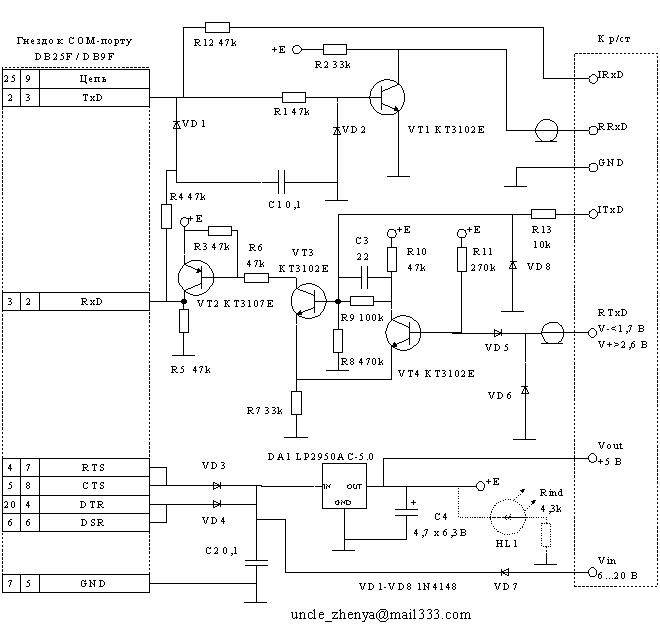 Гнездо к COM-порту
DB25F / DB9F
К р/ст
25 9 Цепь
2 3 TxD
R12 47k
+E
R2 33k
R1 47k
VD1
VD2
VT1 KT3102E
C1 0,1
IRxD
RRxD
GND
ITxD
R4 47k
+E
R3 47k
R6
47k
VT2 KT3107E
VT3
KT3102E
C3
22
+E
R10
47k
+E
R11
270k
R13
10k
VD8
3 2 RxD
R5 47k
R9 100k
R8 470k
R7 33k
VT4 KT3102E
VD5
VD6
RTxD
V-<1,7 В
V+>2,6 В
DA1 LP2950AC-5.0
IN OUT
GND
Vout
+5 В
4 7 RTS
5 8 CTS
20 4 DTR
6 6 DSR
7 5 GND
VD3
VD4
C2 0,1
+
C4
4,7 x 6,3В
+E
HL1
Rind
4,3k
Vin
6...20 В
VD1-VD8 1N4148
VD7
uncle_zhenya@mail333.com